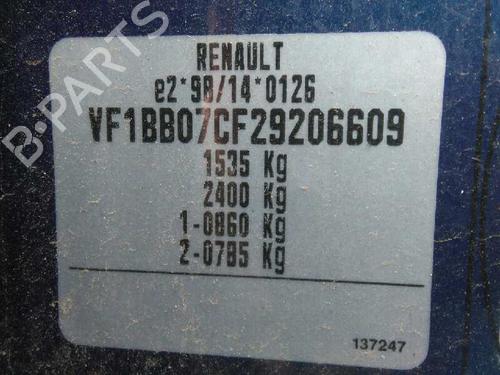 B-PARTS
RENAULT
e2*98/14*0126
VF1BB07CF29206609
1535 Kg
2400 Kg
1-0860 Kg
2-0785 Kg
137247